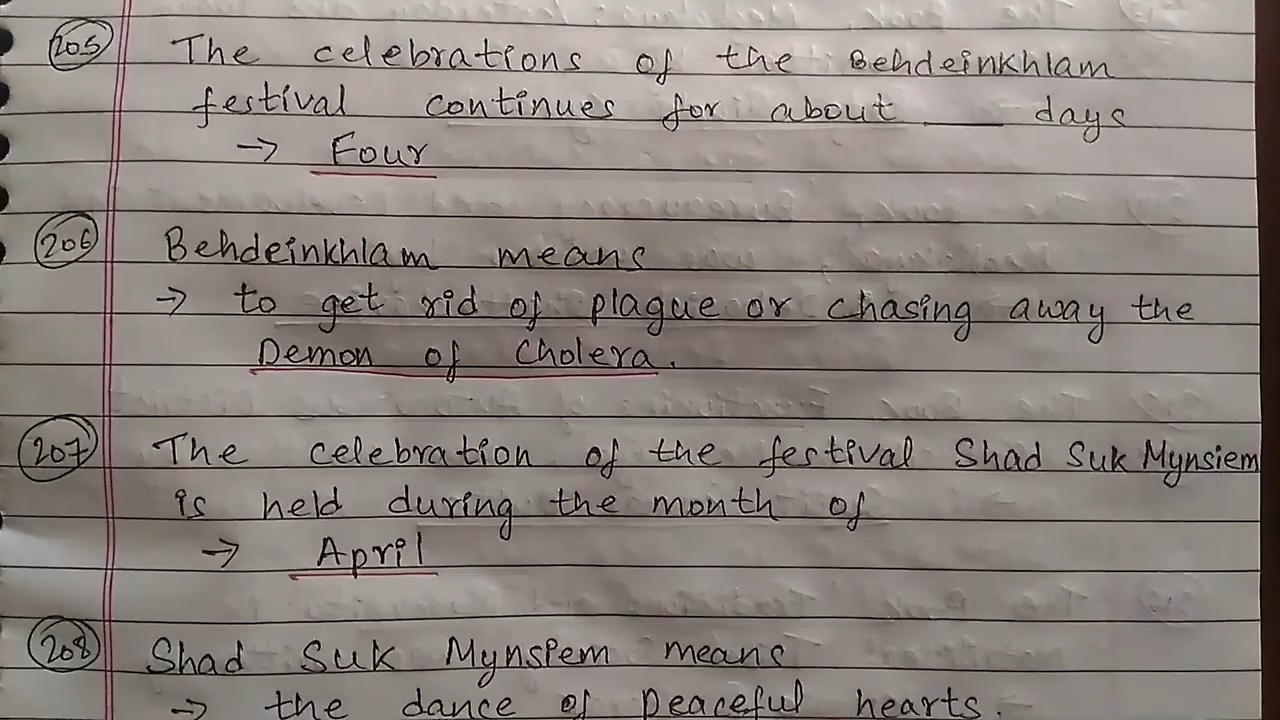 205 The celebrations of the Behdeinkhlam
festival continues for about ___ days
→ Four
206 Behdeinkhlam means
→ to get rid of plague or chasing away the
Demon of Cholera.
207 The celebration of the festival Shad Suk Mynsiem
is held during the month of
→ April
208 Shad Suk Mynsiem means
→ the dance of peaceful hearts.